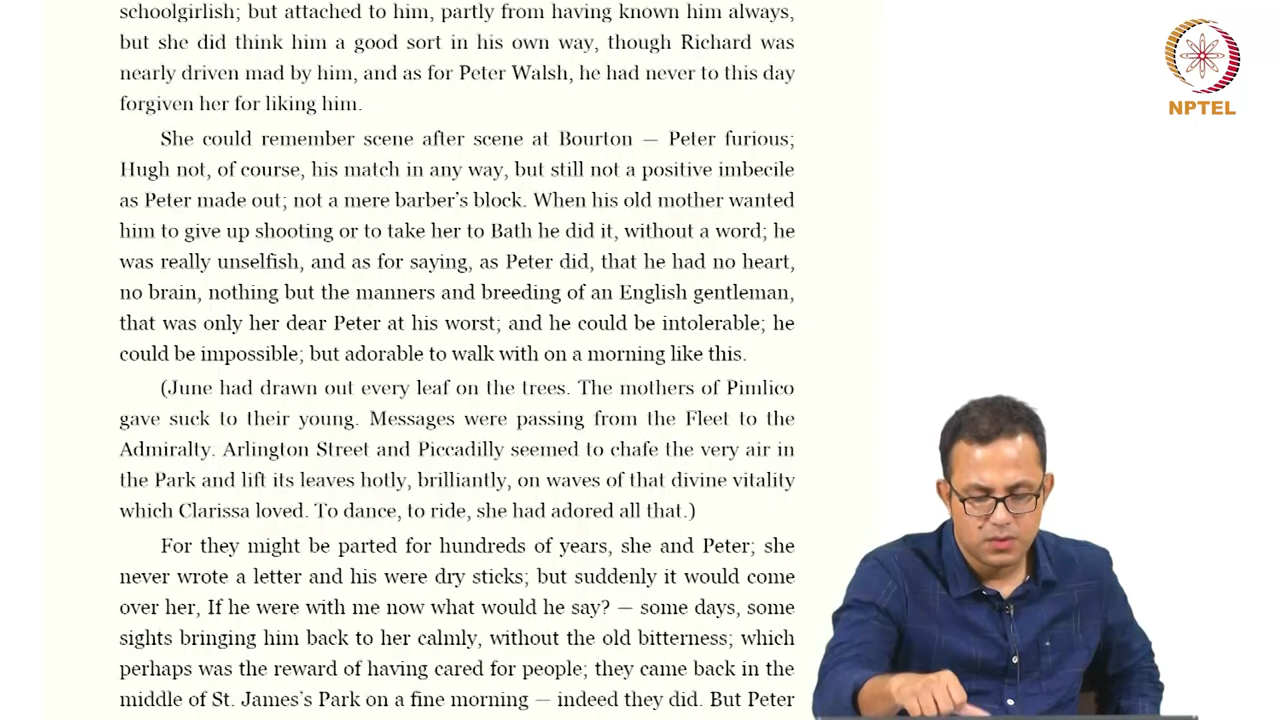 schoolgirlish; but attached to him, partly from having known him always,
but she did think him a good sort in his own way, though Richard was
nearly driven mad by him, and as for Peter Walsh, he had never to this day
forgiven her for liking him.
She could remember scene after scene at Bourton — Peter furious;
Hugh not, of course, his match in any way, but still not a positive imbecile
as Peter made out; not a mere barber's block. When his old mother wanted
him to give up shooting or to take her to Bath he did it, without a word; he
was really unselfish, and as for saying, as Peter did, that he had no heart,
no brain, nothing but the manners and breeding of an English gentleman,
that was only her dear Peter at his worst; and he could be intolerable; he
could be impossible; but adorable to walk with on a morning like this.
(June had drawn out every leaf on the trees. The mothers of Pimlico
gave suck to their young. Messages were passing from the Fleet to the
Admiralty. Arlington Street and Piccadilly seemed to chafe the very air in
the Park and lift its leaves hotly, brilliantly, on waves of that divine vitality
which Clarissa loved. To dance, to ride, she had adored all that.)
For they might be parted for hundreds of years, she and Peter; she
never wrote a letter and his were dry sticks; but suddenly it would come
over her, If he were with me now what would he say? — some days, some
sights bringing him back to her calmly, without the old bitterness; which
perhaps was the reward of having cared for people; they came back in the
middle of St. James's Park on a fine morning — indeed they did. But Peter
NPTEL